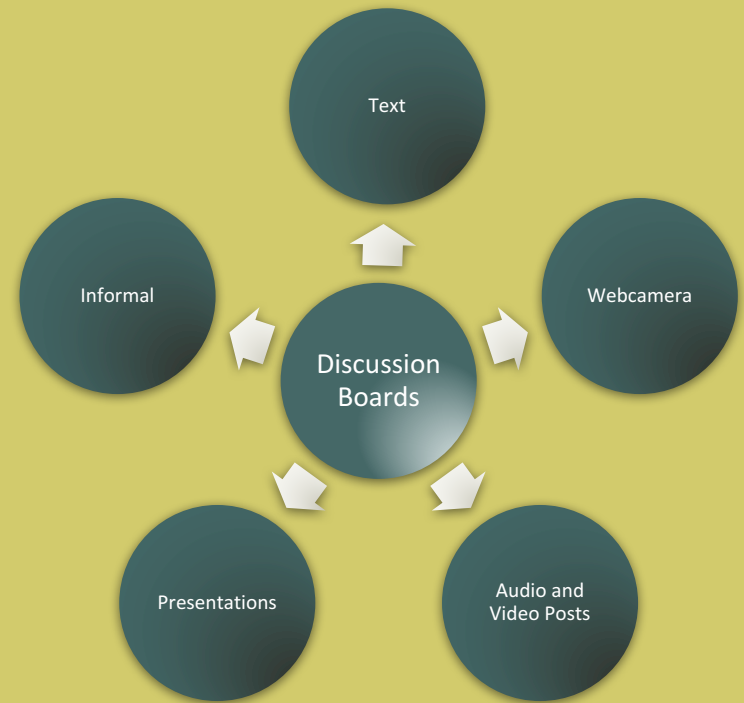 Text
Informal
Webcamera
Discussion
Boards
Presentations
Audio and
Video Posts